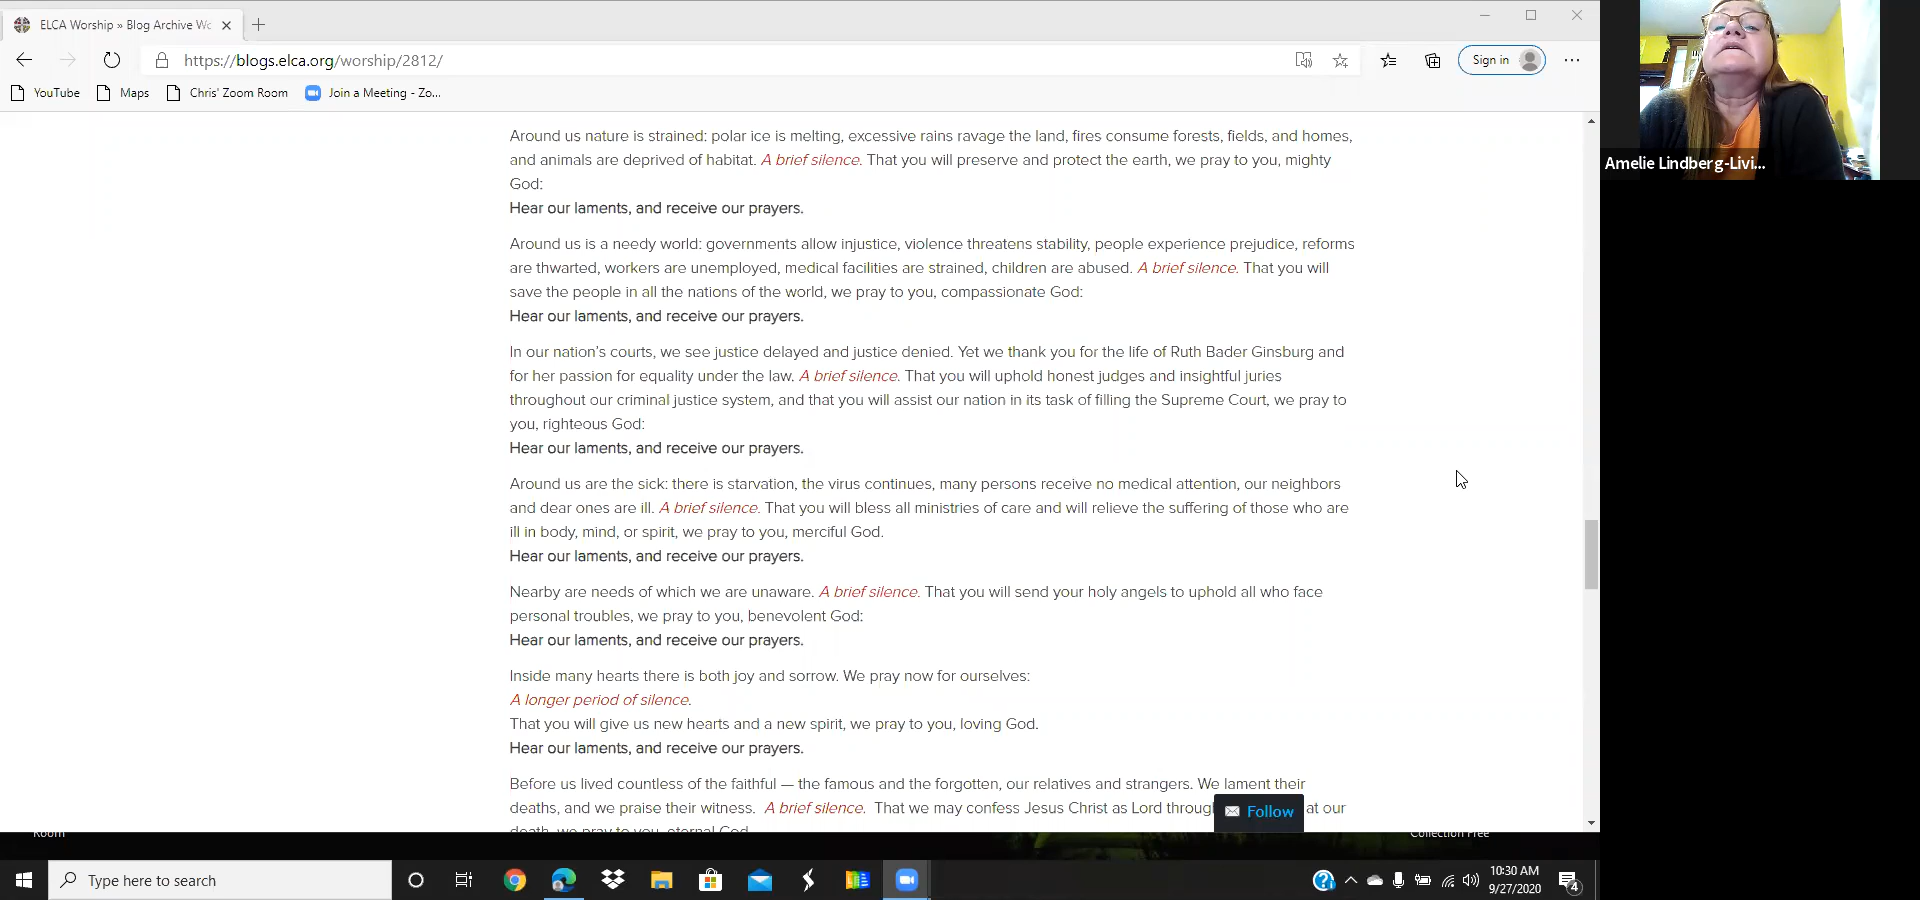 ELCA Worship » Blog Archive Wo
https://blogs.elca.org/worship/2812/
Sign in
YouTube
Maps
Chris' Zoom Room
Join a Meeting - Zo...
Around us nature is strained: polar ice is melting, excessive rains ravage the land, fires consume forests, fields, and homes,
and animals are deprived of habitat. A brief silence. That you will preserve and protect the earth, we pray to you, mighty
God:
Hear our laments, and receive our prayers.
Around us is a needy world: governments allow injustice, violence threatens stability, people experience prejudice, reforms
are thwarted, workers are unemployed, medical facilities are strained, children are abused. A brief silence. That you will
save the people in all the nations of the world, we pray to you, compassionate God:
Hear our laments, and receive our prayers.
In our nation's courts, we see justice delayed and justice denied. Yet we thank you for the life of Ruth Bader Ginsburg and
for her passion for equality under the law. A brief silence. That you will uphold honest judges and insightful juries
throughout our criminal justice system, and that you will assist our nation in its task of filling the Supreme Court, we pray to
you, righteous God:
Hear our laments, and receive our prayers.
Around us are the sick: there is starvation, the virus continues, many persons receive no medical attention, our neighbors
and dear ones are ill. A brief silence. That you will bless all ministries of care and will relieve the suffering of those who are
ill in body, mind, or spirit, we pray to you, merciful God.
Hear our laments, and receive our prayers.
Nearby are needs of which we are unaware. A brief silence. That you will send your holy angels to uphold all who face
personal troubles, we pray to you, benevolent God:
Hear our laments, and receive our prayers.
Inside many hearts there is both joy and sorrow. We pray now for ourselves:
A longer period of silence.
That you will give us new hearts and a new spirit, we pray to you, loving God.
Hear our laments, and receive our prayers.
Before us lived countless of the faithful — the famous and the forgotten, our relatives and strangers. We lament their
deaths, and we praise their witness. A brief silence. That we may confess Jesus Christ as Lord throug at our
death, we pray to you, eternal God
Follow
Room
Collection Free
Type here to search
10:30 AM
9/27/2020
4
Amelie Lindberg-Livi...